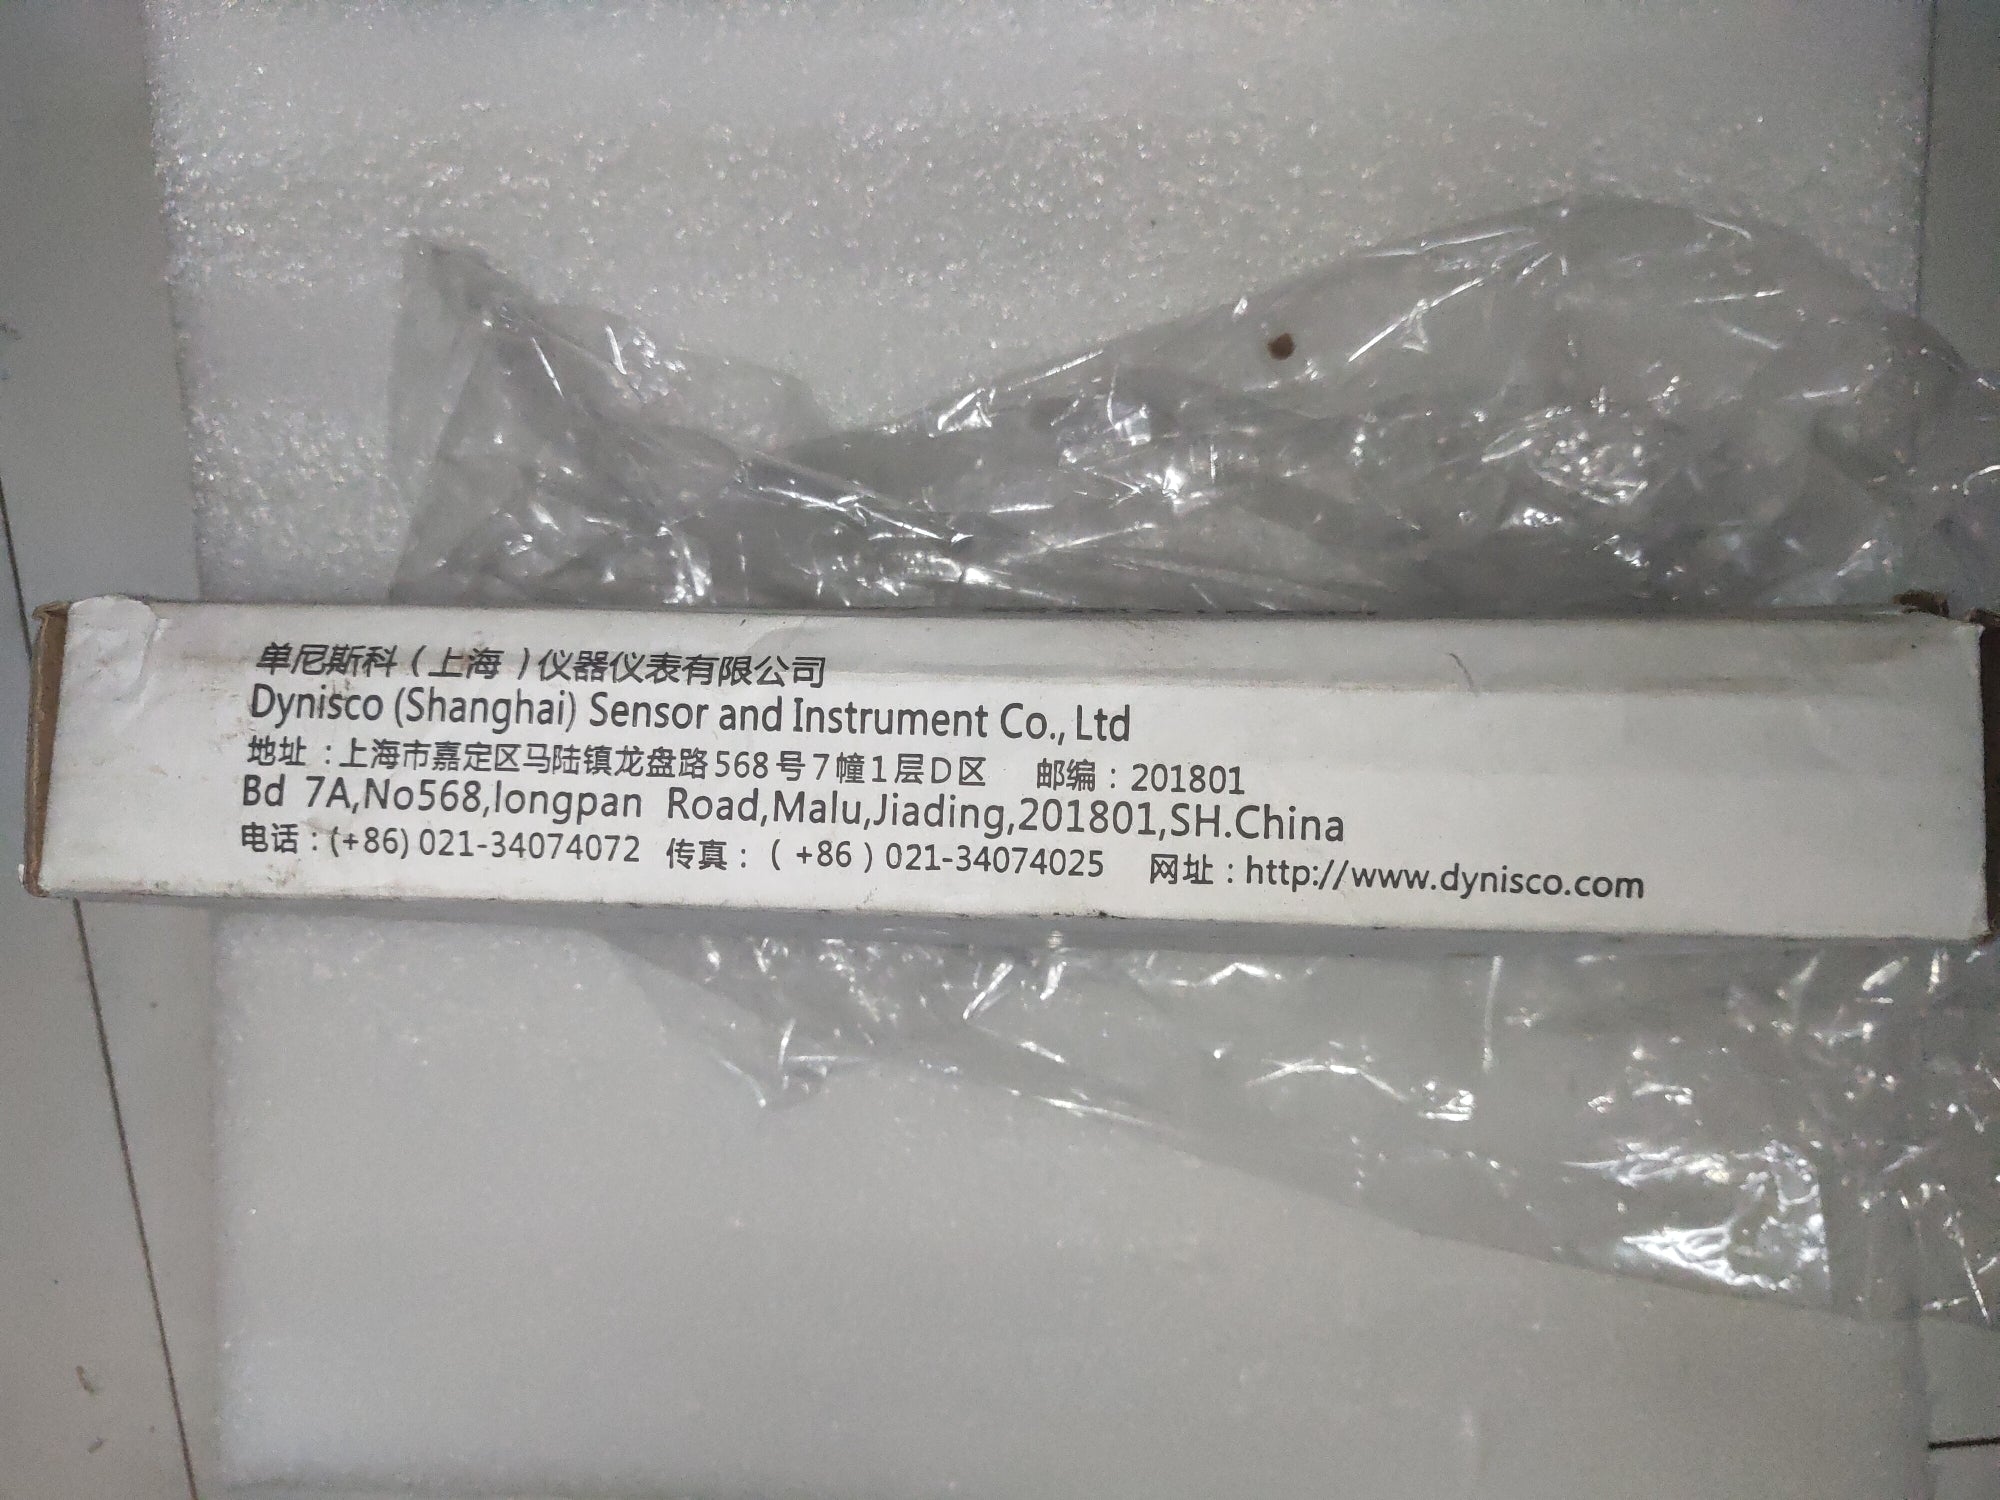 单尼斯科（上海）仪器仪表有限公司
Dynisco (Shanghai) Sensor and Instrument Co., Ltd
地址：上海市嘉定区马陆镇龙盘路568号7幢1层D区 邮编：201801
Bd 7A,No568,longpan Road,Malu,Jiading,201801,SH.China
电话：(+86) 021-34074072 传真：（+86）021-34074025 网址：http://www.dynisco.com